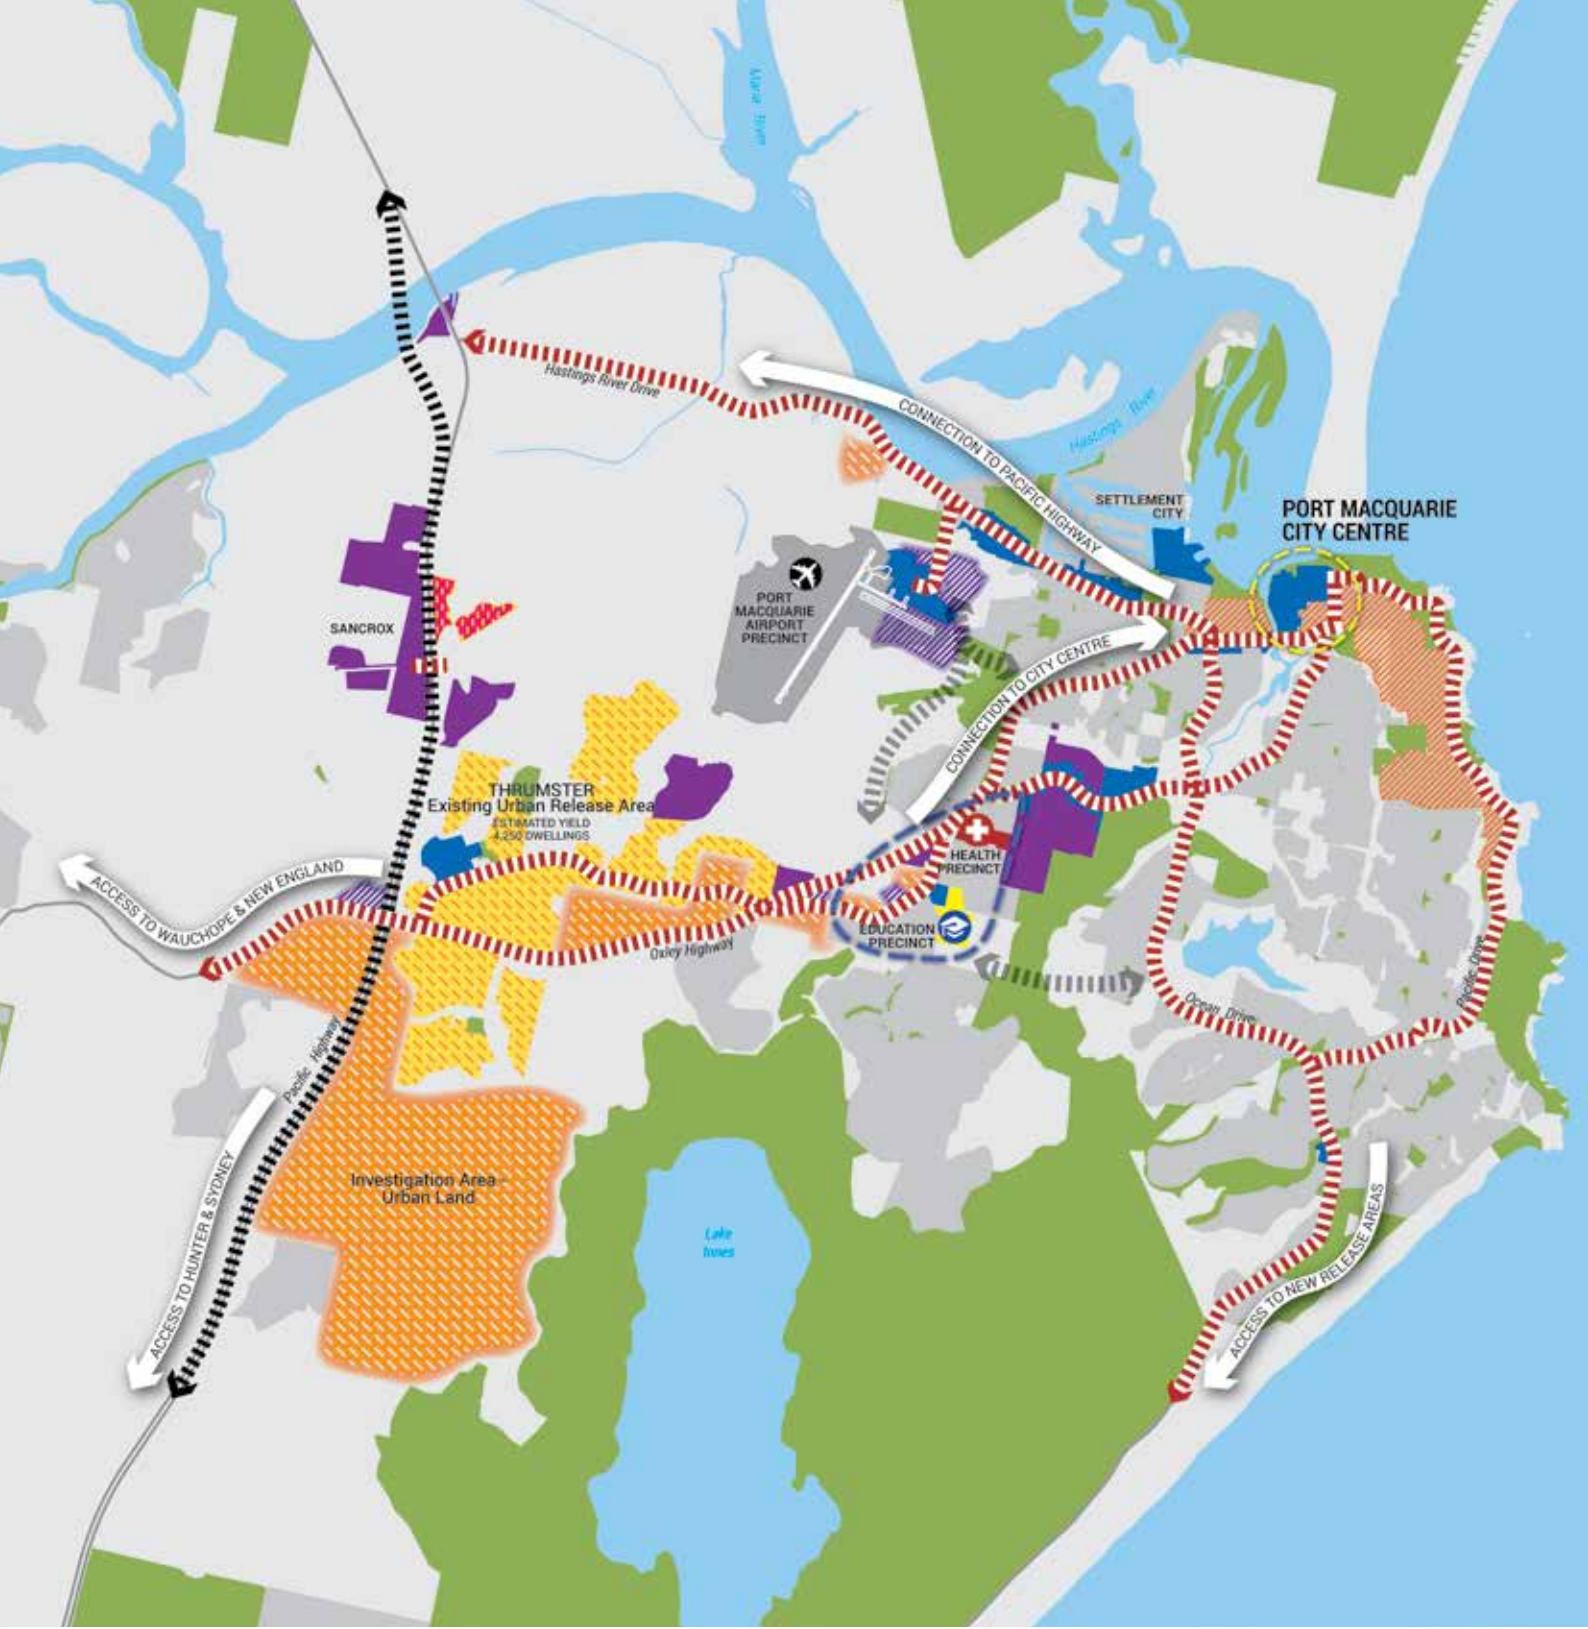 Maria River
Hastings River Drive
CONNECTION TO PACIFIC HIGHWAY
Hastings River
SETTLEMENT
CITY
PORT MACQUARIE
CITY CENTRE
PORT
MACQUARIE
AIRPORT
PRECINCT
SANCROX
CONNECTION TO CITY CENTRE
THRUMSTER
Existing Urban Release Area
ESTIMATED YIELD
4,250 DWELLINGS
HEALTH
PRECINCT
ACCESS TO WAUCHOPE & NEW ENGLAND
EDUCATION
PRECINCT
Oxley Highway
Pacific Drive
Ocean Drive
Pacific Highway
Investigation Area -
Urban Land
ACCESS TO HUNTER & SYDNEY
Lake
Innes
ACCESS TO NEW RELEASE AREAS